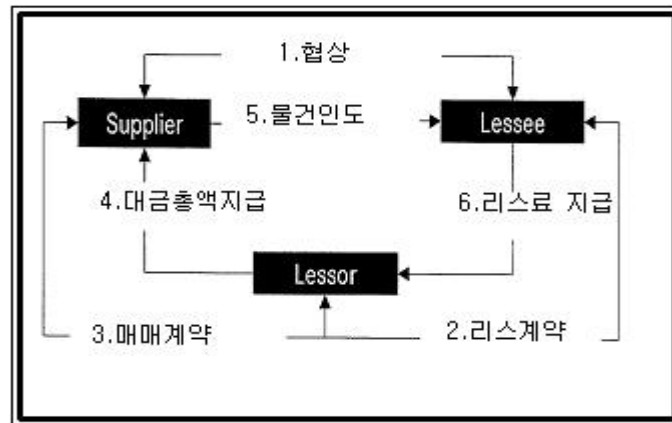 1.협상
Supplier
5.물건인도
Lessee
4.대금총액지급
6.리스료 지급
Lessor
3.매매계약
2.리스계약